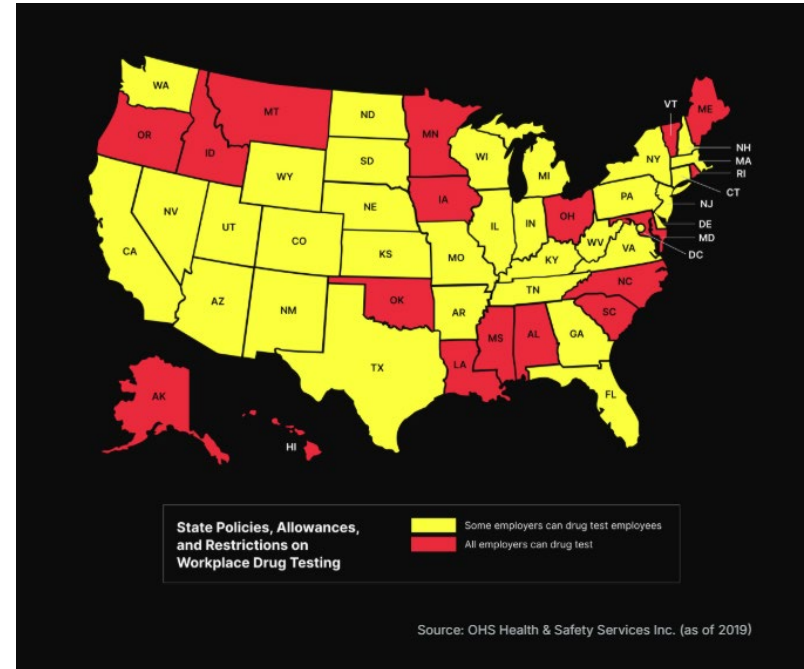 WA
MT
ND
MN
VT
ME
OR
ID
SD
WI
MI
NY
NH
MA
RI
CT
WY
NE
IA
PA
NJ
NV
UT
CO
IL
IN
OH
DE
MD
DC
CA
KS
MO
WV
VA
KY
AZ
NM
OK
AR
TN
NC
SC
TX
LA
MS
AL
GA
FL
AK
HI
State Policies, Allowances,
and Restrictions on
Workplace Drug Testing
Some employers can drug test employees
All employers can drug test
Source: OHS Health & Safety Services Inc. (as of 2019)